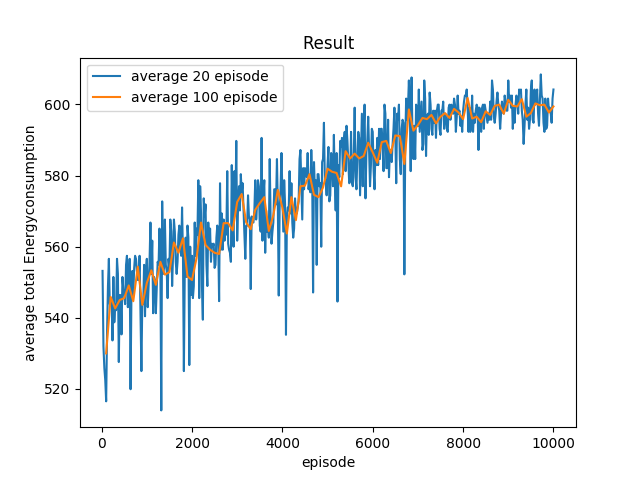 Result
average 20 episode
average 100 episode
average total Energyconsumption
600
580
560
540
520
0 2000 4000 6000 8000 10000
episode